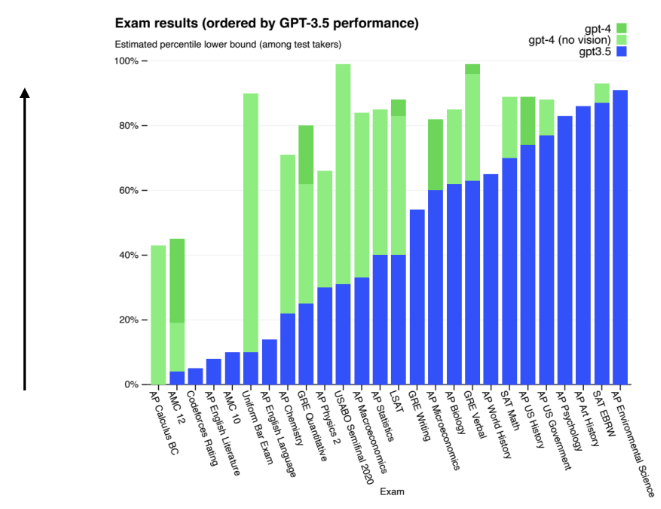 Exam results (ordered by GPT-3.5 performance)
Estimated percentile lower bound (among test takers)
gpt-4
gpt-4 (no vision)
gpt3.5
100%
80%
60%
40%
20%
0%
AP Calculus BC
AMC 12
Codeforces Rating
AP English Literature
AMC 10
Uniform Bar Exam
AP English Language
AP Chemistry
GRE Quantitative
AP Physics 2
USABO Semifinal 2020
AP Macroeconomics
AP Statistics
LSAT
GRE Writing
AP Microeconomics
AP Biology
GRE Verbal
AP World History
SAT Math
AP US History
AP US Government
AP Psychology
AP Art History
SAT EBRW
AP Environmental Science
Exam